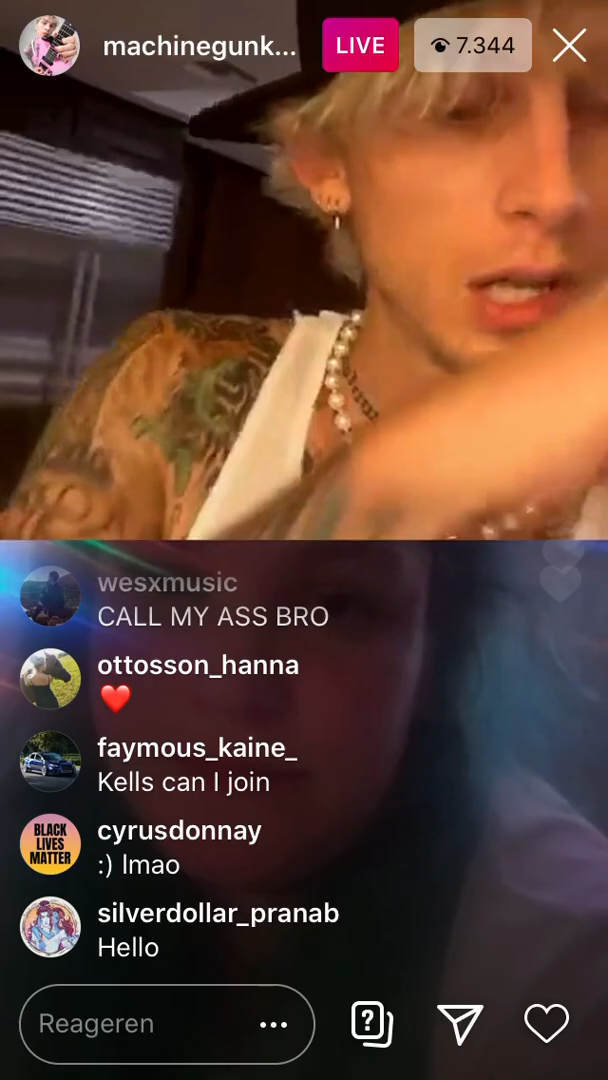 machinegunk...
LIVE
7.344
wesxmusic
CALL MY ASS BRO
ottosson_hanna
❤️
faymous_kaine_
Kells can I join
BLACK
LIVES
MATTER
cyrusdonnay
:) lmao
silverdollar_pranab
Hello
Reageren